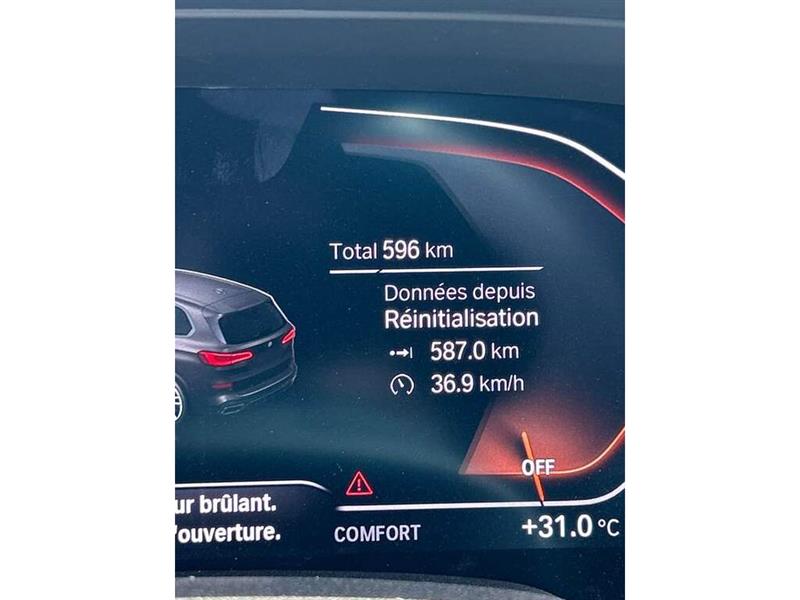 Total 596 km
Données depuis
Réinitialisation
587.0 km
36.9 km/h
OFF
ur brûlant.
'ouverture.
COMFORT
+31.0 °C